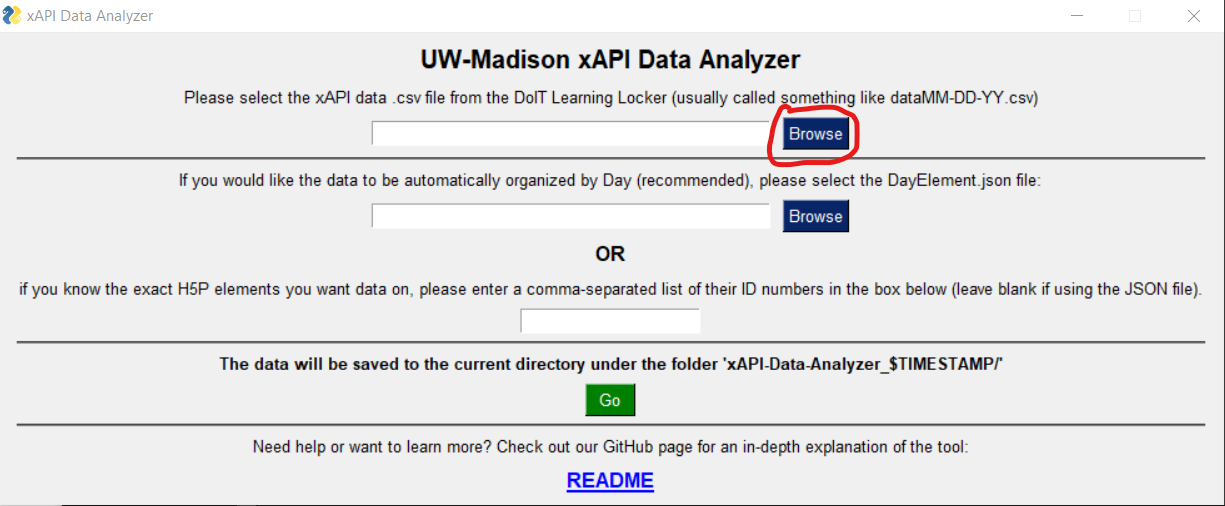 xAPI Data Analyzer
UW-Madison xAPI Data Analyzer
Please select the xAPI data .csv file from the DoIT Learning Locker (usually called something like dataMM-DD-YY.csv)
Browse
If you would like the data to be automatically organized by Day (recommended), please select the DayElement.json file:
Browse
OR
if you know the exact H5P elements you want data on, please enter a comma-separated list of their ID numbers in the box below (leave blank if using the JSON file).
The data will be saved to the current directory under the folder 'xAPI-Data-Analyzer_$TIMESTAMP/'
Go
Need help or want to learn more? Check out our GitHub page for an in-depth explanation of the tool:
README